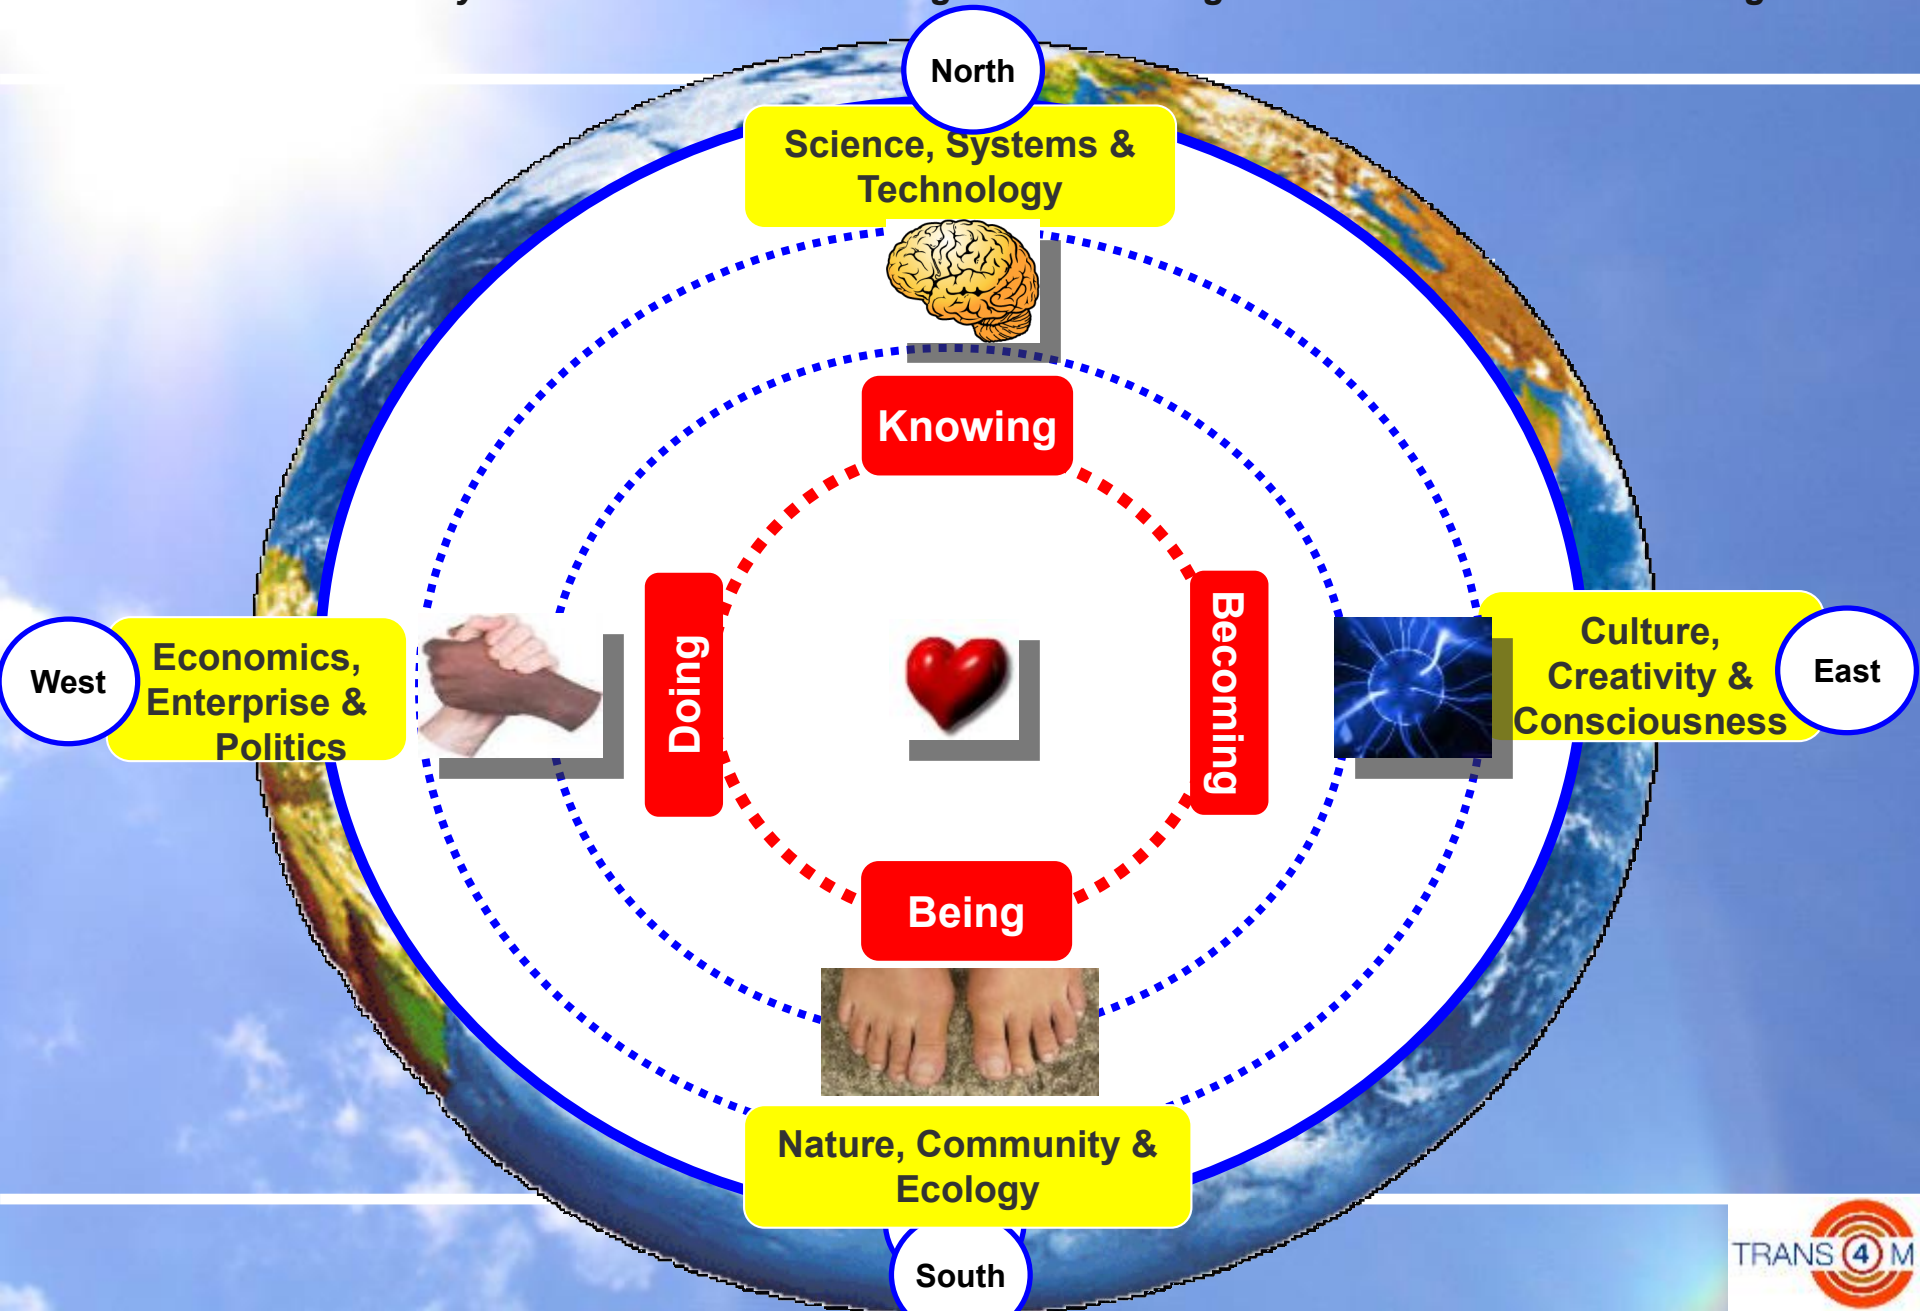 North
Science, Systems &
Technology
Knowing
West
Economics,
Enterprise &
Politics
Doing
Becoming
Culture,
Creativity &
Consciousness
East
Being
Nature, Community &
Ecology
South
TRANS 4 M